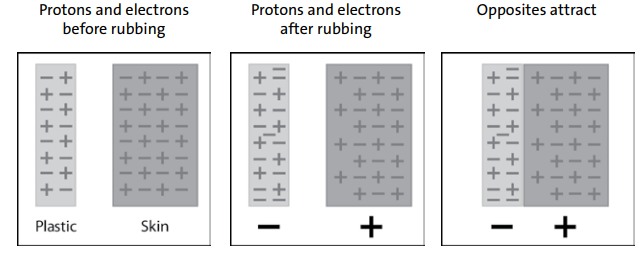 Protons and electrons
before rubbing
Protons and electrons
after rubbing
Opposites attract
Plastic
Skin
− +
− +